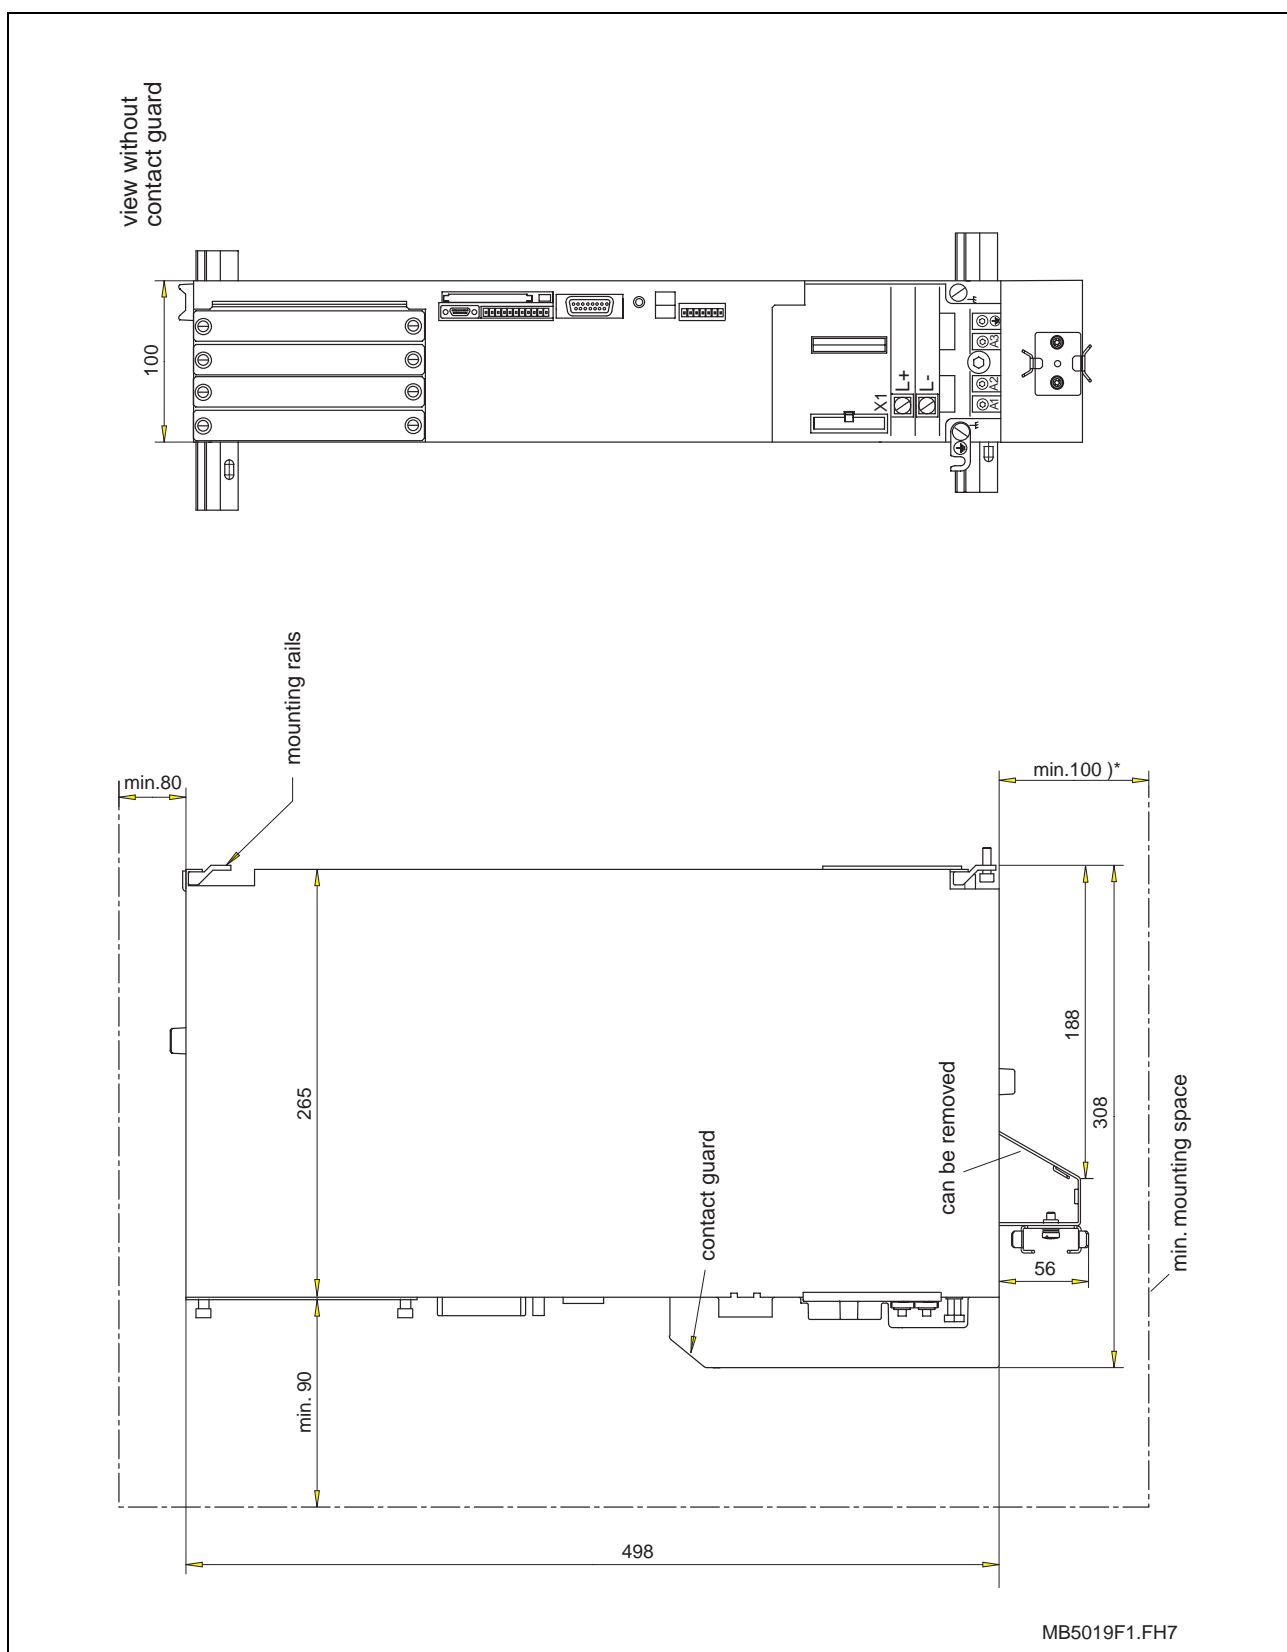 view without
contact guard
100
X1
L+
L-
A3
A2
A1
mounting rails
min.80
min.100 )*
265
188
308
can be removed
contact guard
56
min. mounting space
min. 90
498
MB5019F1.FH7